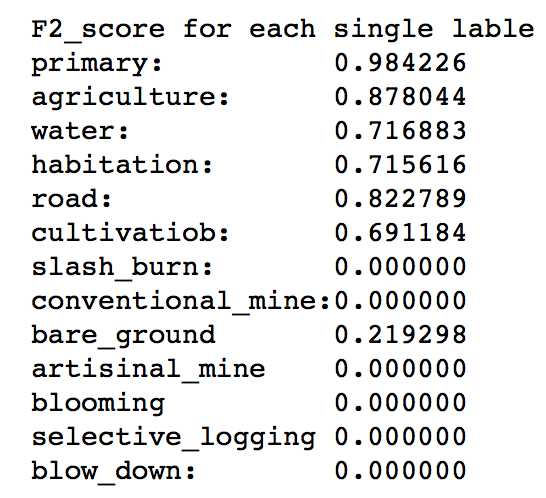 F2_score for each single lable
primary: 0.984226
agriculture: 0.878044
water: 0.716883
habitation: 0.715616
road: 0.822789
cultivatiob: 0.691184
slash_burn: 0.000000
conventional_mine:0.000000
bare_ground 0.219298
artisinal_mine 0.000000
blooming 0.000000
selective_logging 0.000000
blow_down: 0.000000